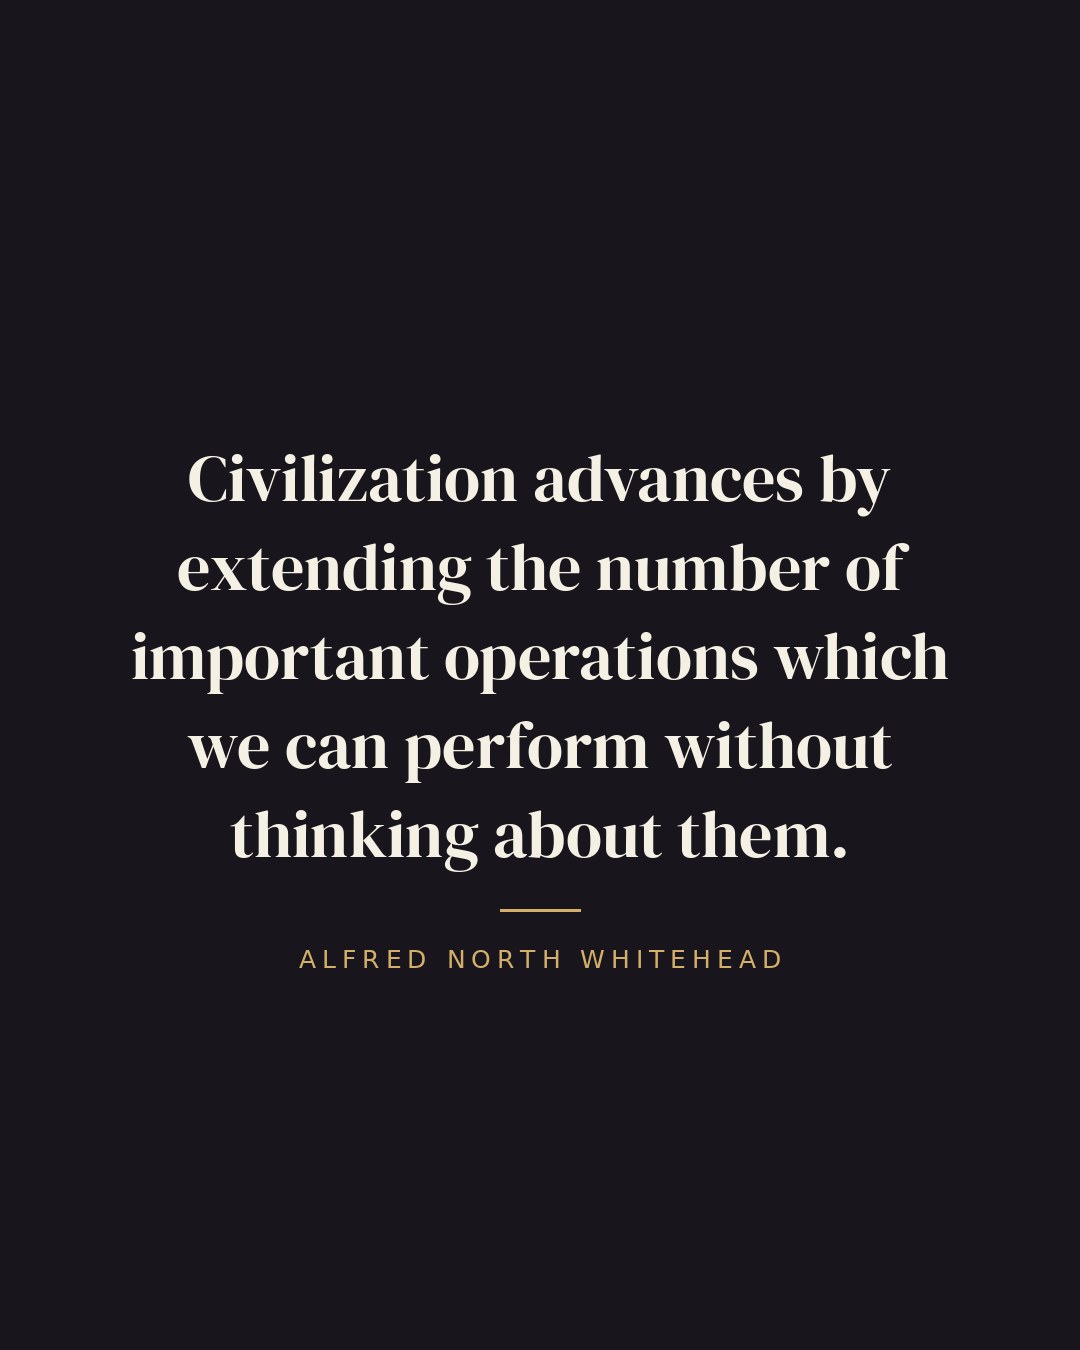 Civilization advances by
extending the number of
important operations which
we can perform without
thinking about them.
ALFRED NORTH WHITEHEAD